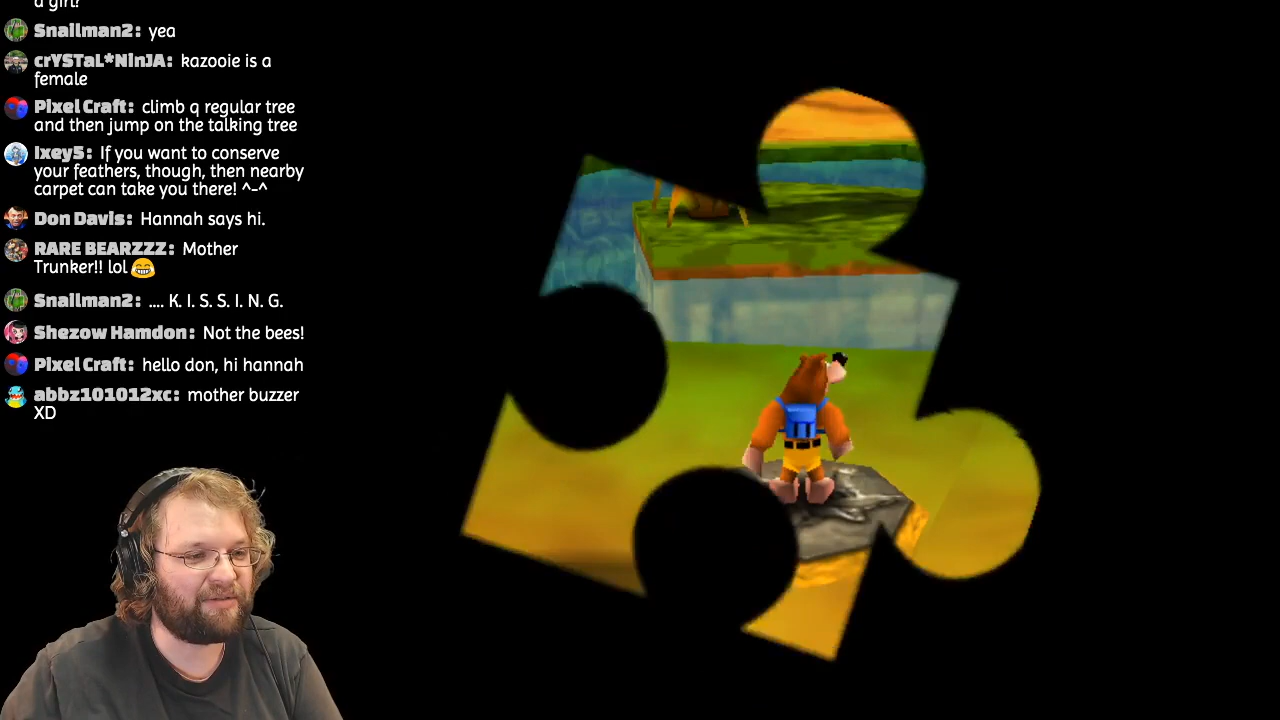 a girl?
Snailman2: yea
crYSTaL*NinJA: kazooie is a
female
Pixel Craft: climb q regular tree
and then jump on the talking tree
Ixey5: If you want to conserve
your feathers, though, then nearby
carpet can take you there! ^-^
Don Davis: Hannah says hi.
RARE BEARZZZ: Mother
Trunker!! lol 😂
Snailman2: .... K. I. S. S. I. N. G.
Shezow Hamdon: Not the bees!
Pixel Craft: hello don, hi hannah
abbz101012xc: mother buzzer
XD